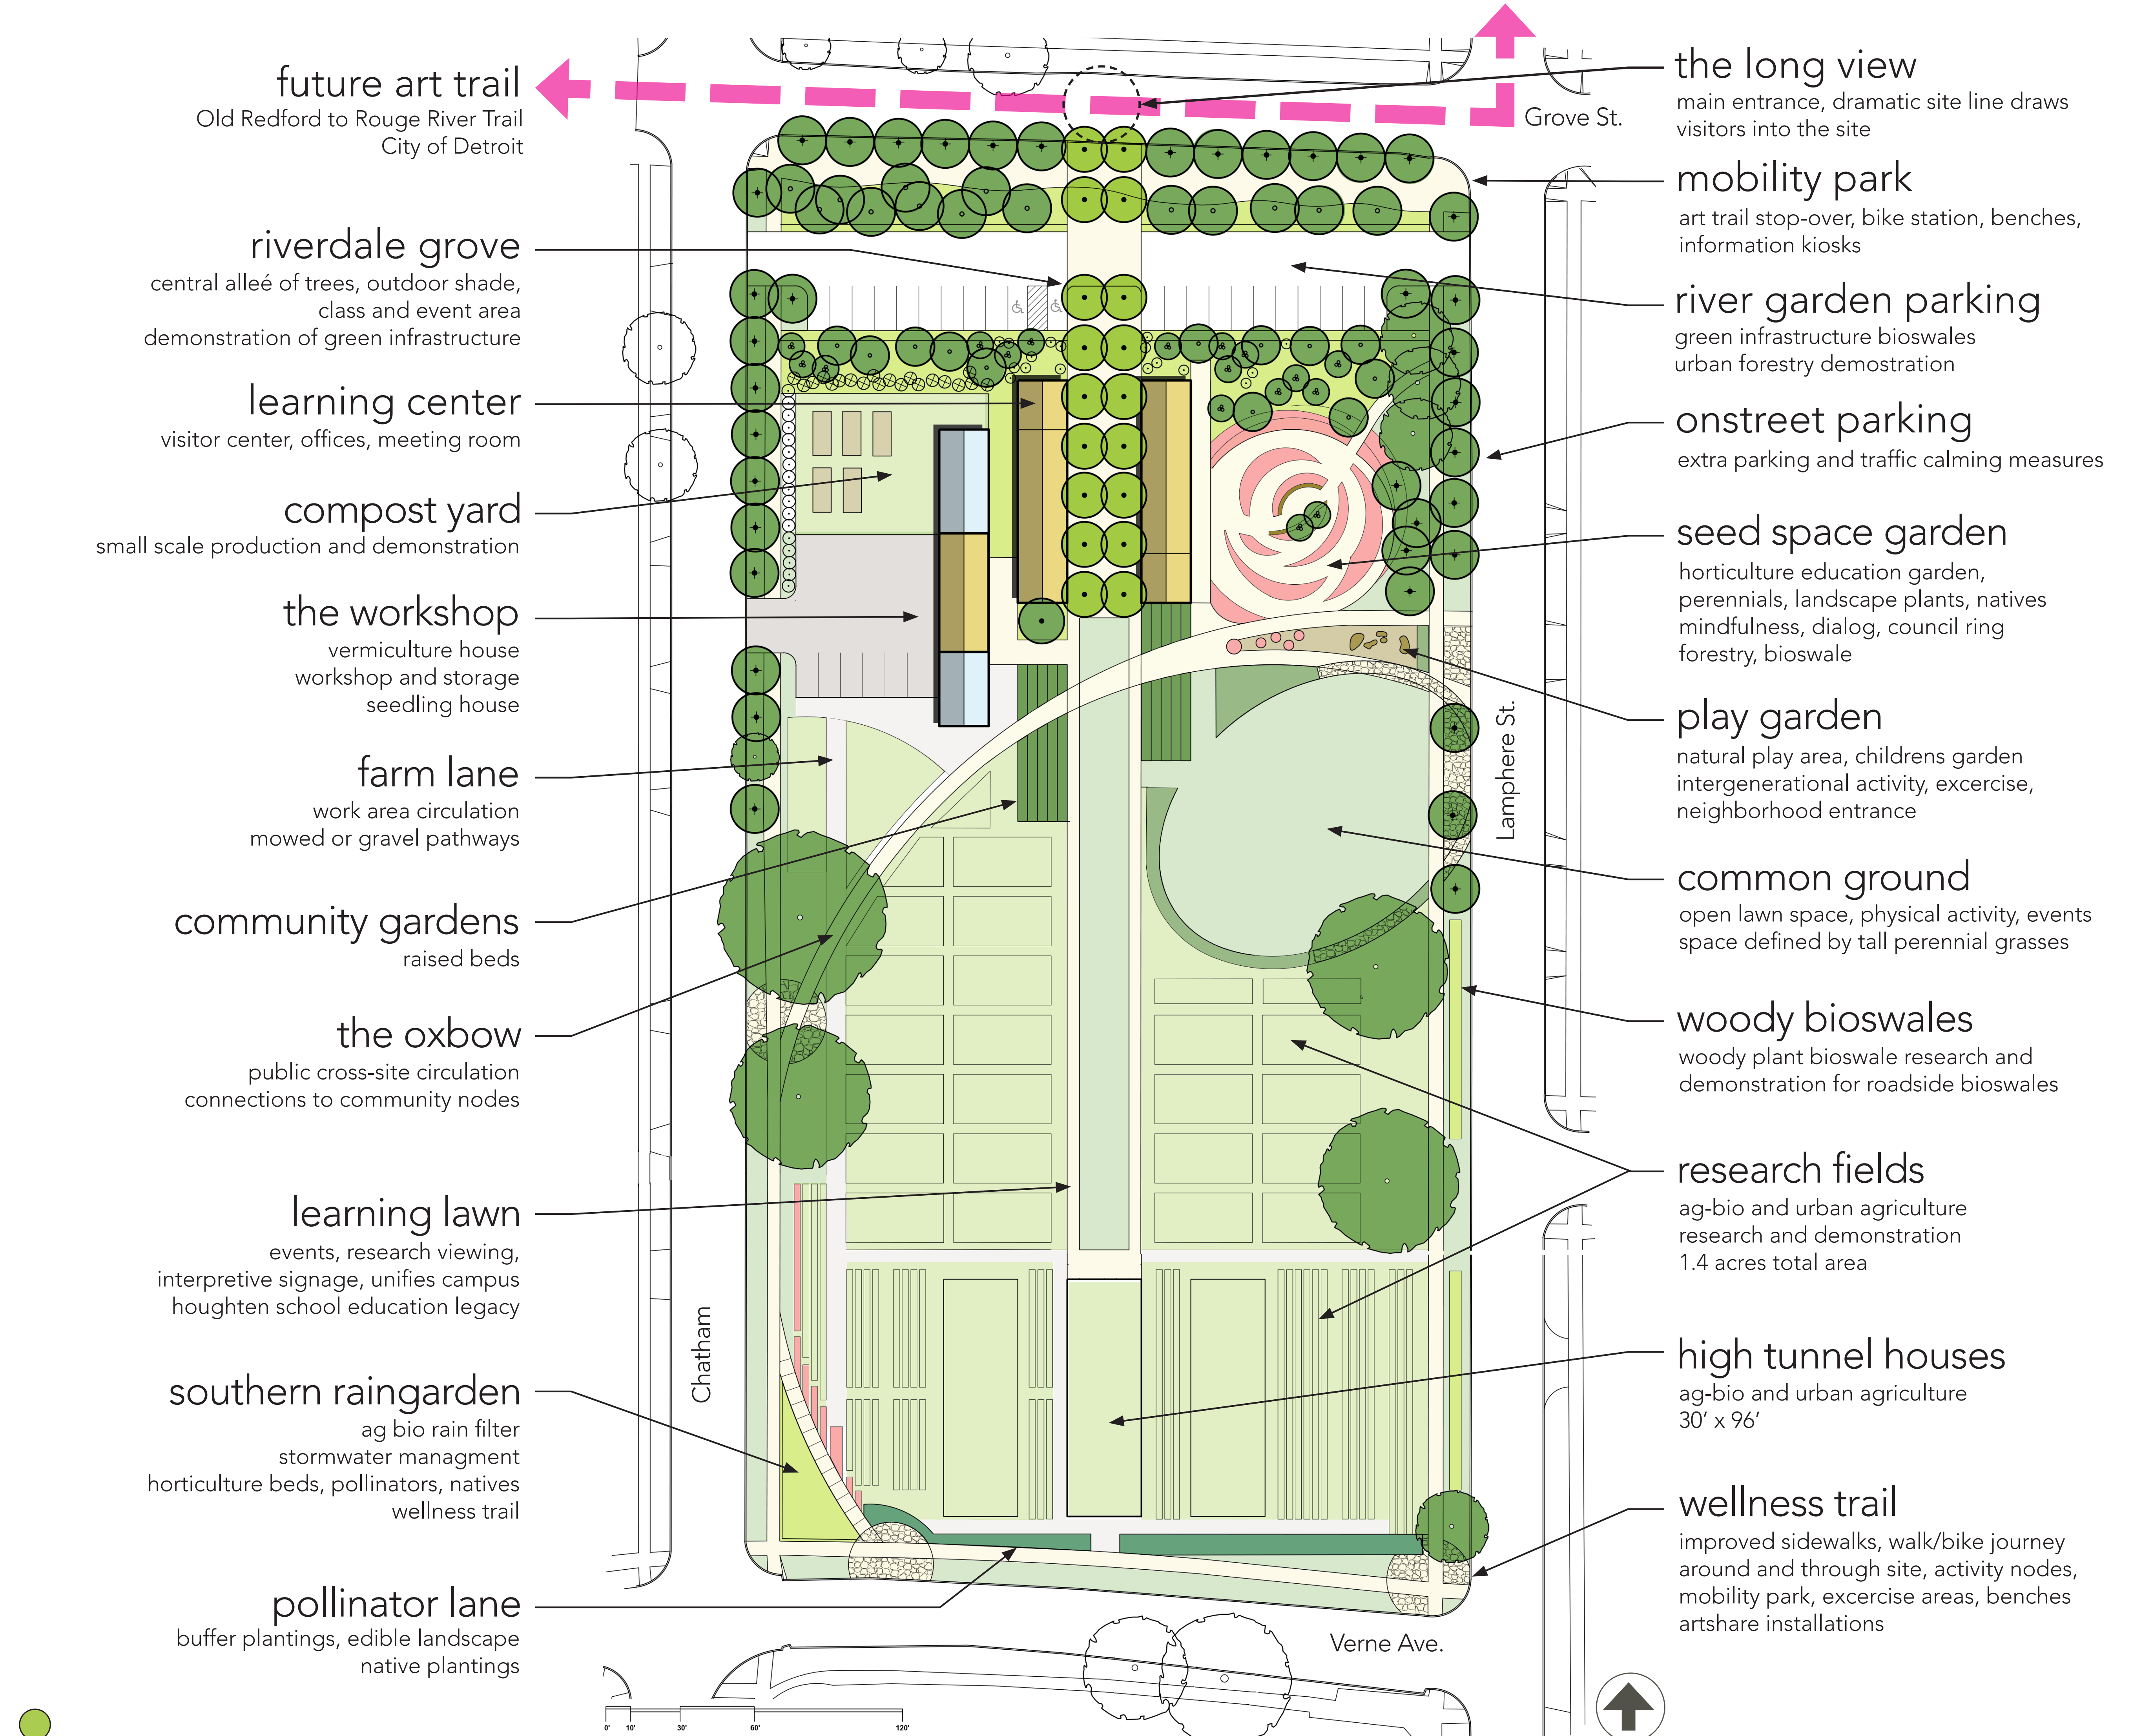 future art trail
Old Redford to Rouge River Trail
City of Detroit
riverdale grove
central alleé of trees, outdoor shade,
class and event area
demonstration of green infrastructure
learning center
visitor center, offices, meeting room
compost yard
small scale production and demonstration
the workshop
vermiculture house
workshop and storage
seedling house
farm lane
work area circulation
mowed or gravel pathways
community gardens
raised beds
the oxbow
public cross-site circulation
connections to community nodes
learning lawn
events, research viewing,
interpretive signage, unifies campus
houghten school education legacy
southern raingarden
ag bio rain filter
stormwater managment
horticulture beds, pollinators, natives
wellness trail
pollinator lane
buffer plantings, edible landscape
native plantings
Chatham
0' 10' 30' 60' 120'
Grove St.
Lamphere St.
Verne Ave.
the long view
main entrance, dramatic site line draws
visitors into the site
mobility park
art trail stop-over, bike station, benches,
information kiosks
river garden parking
green infrastructure bioswales
urban forestry demostration
onstreet parking
extra parking and traffic calming measures
seed space garden
horticulture education garden,
perennials, landscape plants, natives
mindfulness, dialog, council ring
forestry, bioswale
play garden
natural play area, childrens garden
intergenerational activity, excercise,
neighborhood entrance
common ground
open lawn space, physical activity, events
space defined by tall perennial grasses
woody bioswales
woody plant bioswale research and
demonstration for roadside bioswales
research fields
ag-bio and urban agriculture
research and demonstration
1.4 acres total area
high tunnel houses
ag-bio and urban agriculture
30' x 96'
wellness trail
improved sidewalks, walk/bike journey
around and through site, activity nodes,
mobility park, excercise areas, benches
artshare installations